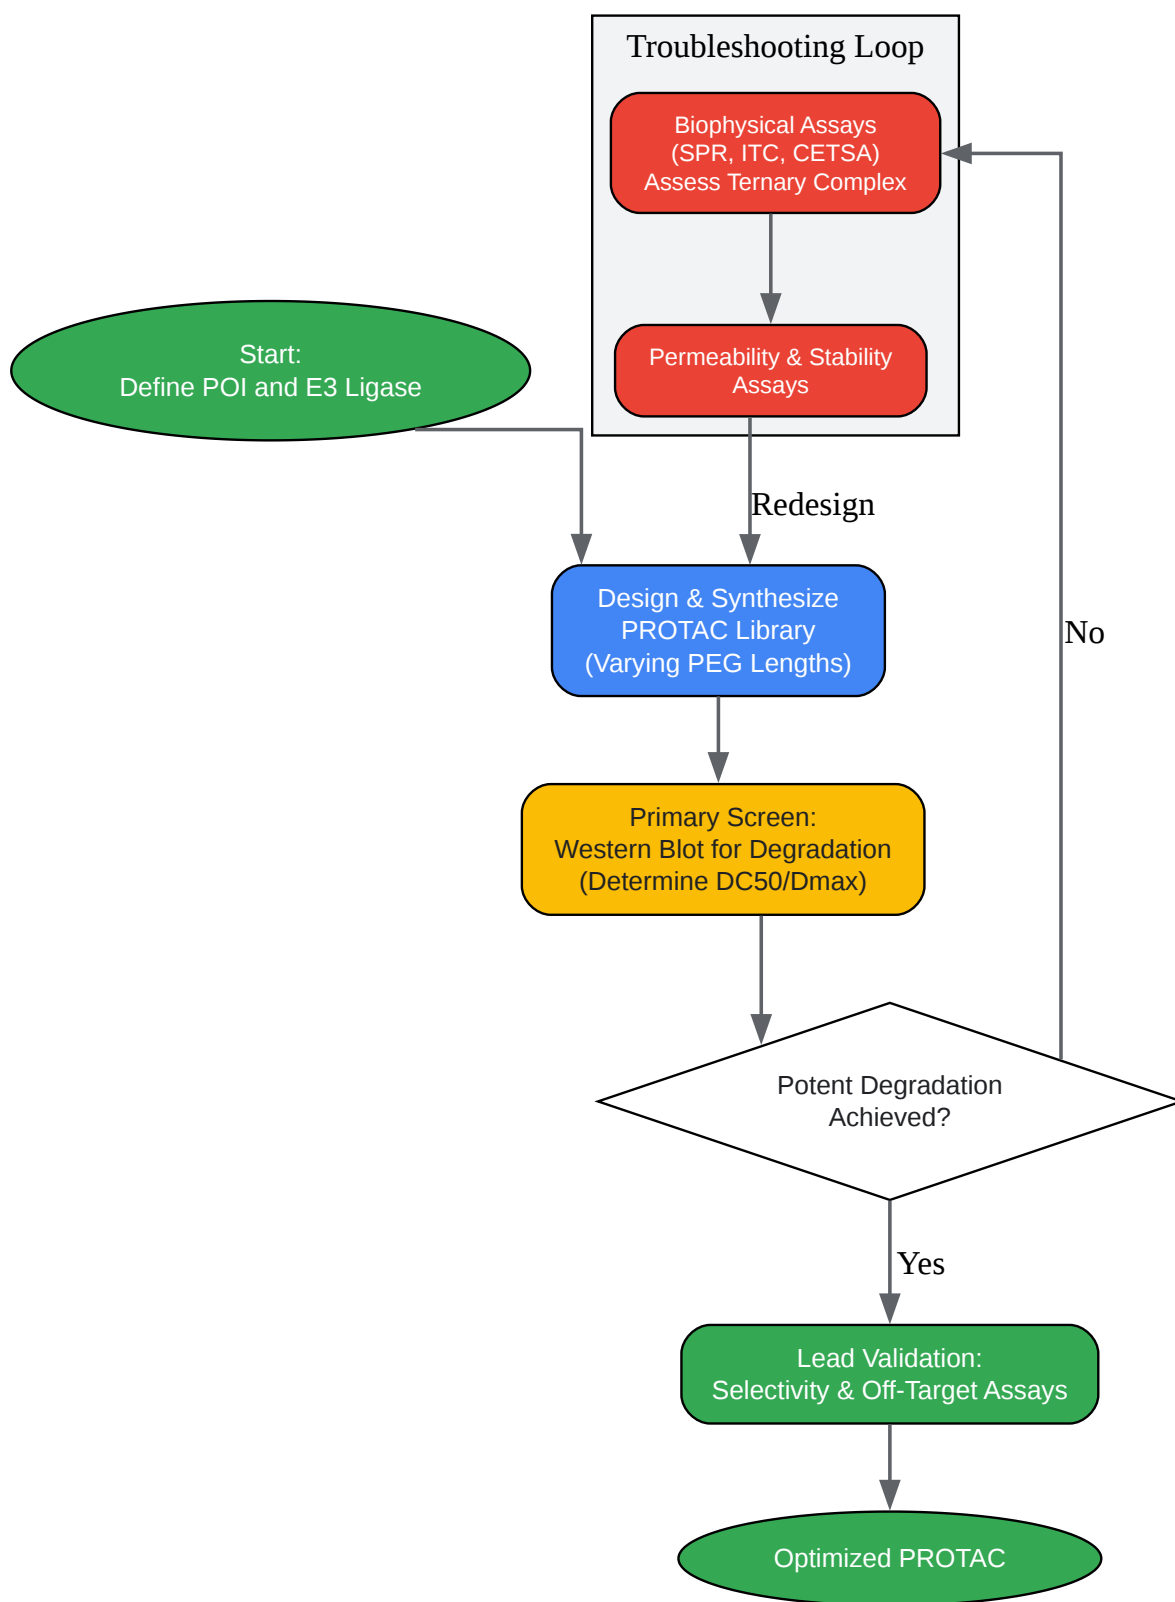 Troubleshooting Loop
Biophysical Assays
(SPR, ITC, CETSA)
Assess Ternary Complex
Permeability & Stability
Assays
Start:
Define POI and E3 Ligase
Redesign
Design & Synthesize
PROTAC Library
(Varying PEG Lengths)
No
Primary Screen:
Western Blot for Degradation
(Determine DC50/Dmax)
Potent Degradation
Achieved?
Yes
Lead Validation:
Selectivity & Off-Target Assays
Optimized PROTAC